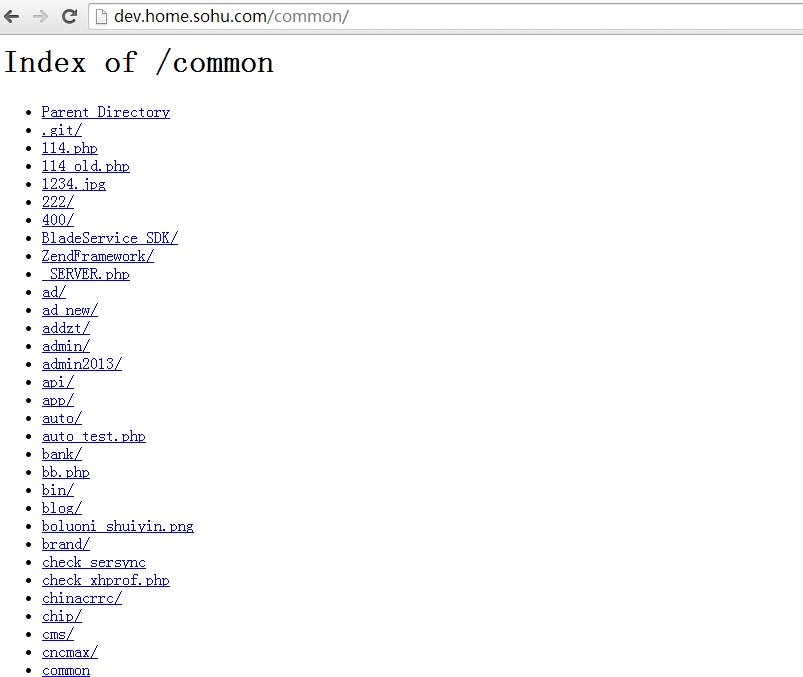 dev.home.sohu.com/common/
Index of /common
Parent Directory
.git/
114.php
114_old.php
1234.jpg
222/
400/
BladeService_SDK/
ZendFramework/
_SERVER.php
ad/
ad_new/
addzt/
admin/
admin2013/
api/
app/
auto/
auto_test.php
bank/
bb.php
bin/
blog/
boluoni_shuiyin.png
brand/
check_sersync
check_xhprof.php
chinacrrc/
chip/
cms/
cncmax/
common